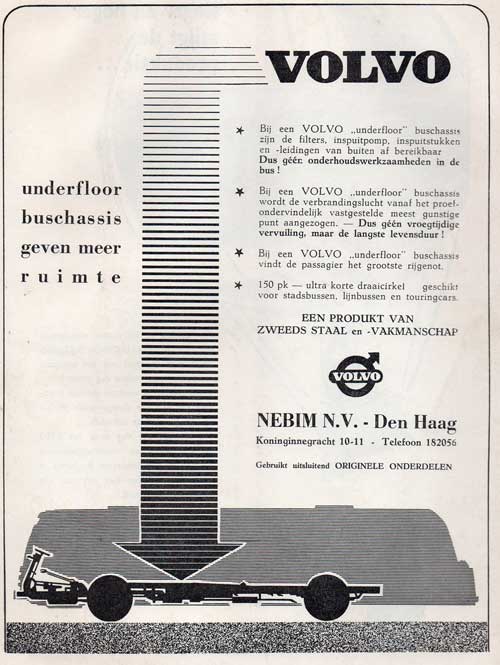 VOLVO
underfloor
buschassis
geven meer
ruimte
★ Bij een VOLVO „underfloor" buschassis
zijn de filters, inspuitpomp, inspuitstukken
en -leidingen van buiten af bereikbaar
Dus géén onderhoudswerkzaamheden in de
bus !
★ Bij een VOLVO „underfloor" buschassis
wordt de verbrandingslucht vanaf het proef-
ondervindelijk vastgestelde meest gunstige
punt aangezogen. — Dus géén vroegtijdige
vervuiling, maar de langste levensduur !
★ Bij een VOLVO „underfloor" buschassis
vindt de passagier het grootste rijgenot.
★ 150 pk — ultra korte draaicirkel geschikt
voor stadsbussen, lijnbussen en touringcars.
EEN PRODUKT VAN
ZWEEDS STAAL en -VAKMANSCHAP
VOLVO
NEBIM N.V. - Den Haag
Koninginnegracht 10-11 - Telefoon 182056
Gebruikt uitsluitend ORIGINELE ONDERDELEN